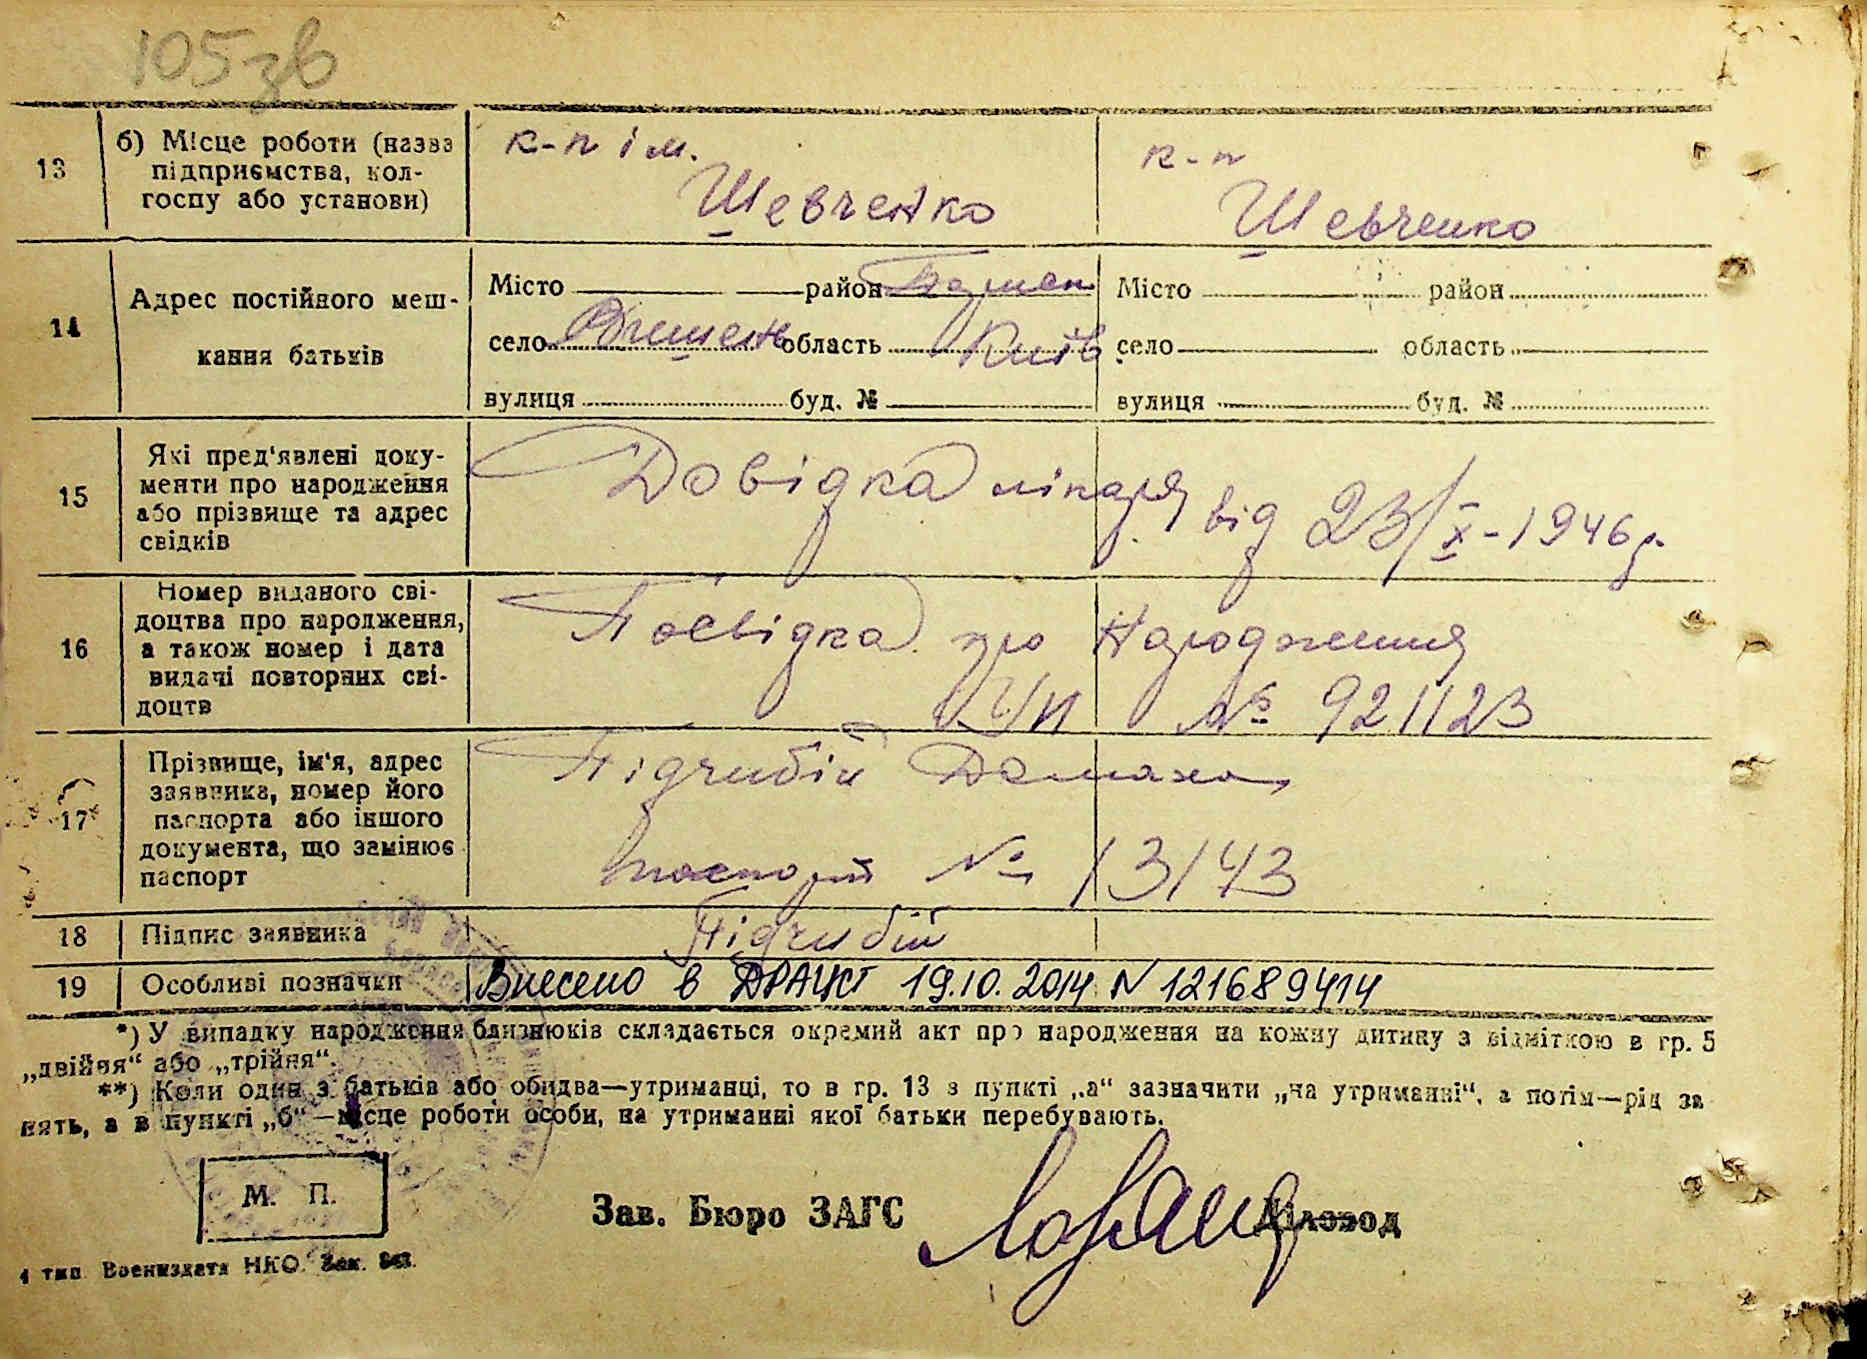 105зв
13
б) Місце роботи (назва
підприємства, кол-
госпу або установи)
к-п ім.
Шевченко
к-п
Шевченко
14
Адрес постійного меш-
кання батьків
Місто район
село область Київ
вулиця буд. №
Місто район
село область
вулиця буд. №
15
Які пред'явлені доку-
менти про народження
або прізвище та адрес
свідків
Довідка лікаря від 23/X-1946р.
16
Номер виданого сві-
доцтва про народження,
а також номер і дата
видачі повторних сві-
доцтв
Посвідка про Народження
№ 921123
17
Прізвище, ім'я, адрес
заявника, номер його
паспорта або іншого
документа, що замінює
паспорт
Підгибій Домаха
паспорт № 13143
18
Підпис заявника
Підгибій
19
Особливі позначки
Внесено в ДРАЦСГ 19.10.2014 N 121689414
*) У випадку народження близнюків складається окремий акт про народження на кожну дитину з відміткою в гр. 5
„двійня“ або „трійня“.
**) Коли один з батьків або обидва—утриманці, то в гр. 13 в пункті „а“ зазначити „на утриманні“, а потім—рід за
нять, а в пункті „б“—місце роботи особи, на утриманні якої батьки перебувають.
М. П.
Зав. Бюро ЗАГС
Діловод
4 тип. Воениздата НКО. Зак.